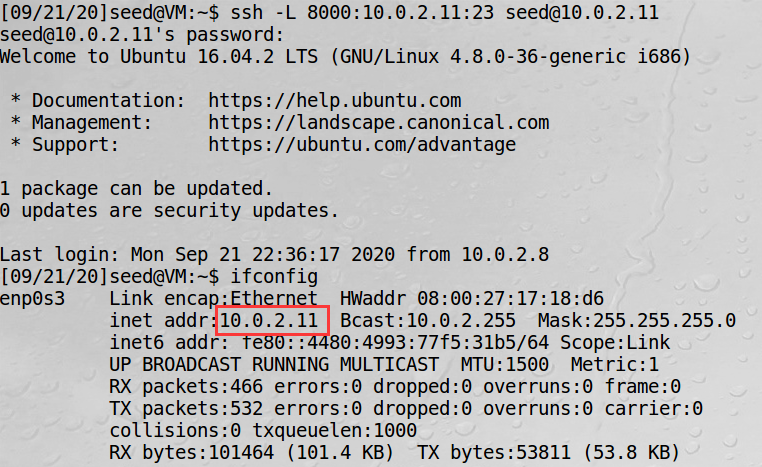 [09/21/20]seed@VM:~$ ssh -L 8000:10.0.2.11:23 seed@10.0.2.11
seed@10.0.2.11's password:
Welcome to Ubuntu 16.04.2 LTS (GNU/Linux 4.8.0-36-generic i686)
* Documentation:  https://help.ubuntu.com
* Management:     https://landscape.canonical.com
* Support:        https://ubuntu.com/advantage
1 package can be updated.
0 updates are security updates.
Last login: Mon Sep 21 22:36:17 2020 from 10.0.2.8
[09/21/20]seed@VM:~$ ifconfig
enp0s3    Link encap:Ethernet  HWaddr 08:00:27:17:18:d6
inet addr:10.0.2.11  Bcast:10.0.2.255  Mask:255.255.255.0
inet6 addr: fe80::4480:4993:77f5:31b5/64 Scope:Link
UP BROADCAST RUNNING MULTICAST  MTU:1500  Metric:1
RX packets:466 errors:0 dropped:0 overruns:0 frame:0
TX packets:532 errors:0 dropped:0 overruns:0 carrier:0
collisions:0 txqueuelen:1000
RX bytes:101464 (101.4 KB)  TX bytes:53811 (53.8 KB)